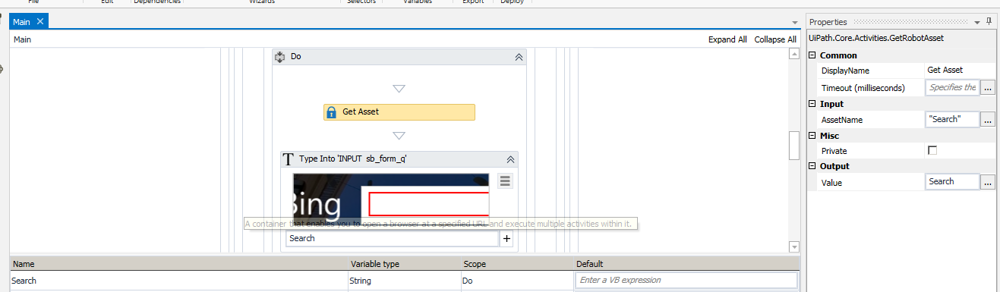 File Edit Dependencies Wizards Selectors Variables Export Deploy
Main
Properties
Main Expand All Collapse All
UiPath.Core.Activities.GetRobotAsset
Do
Common
DisplayName Get Asset
Timeout (milliseconds) Specifies the ...
Get Asset
Input
AssetName "Search" ...
Misc
Private
Type Into 'INPUT sb_form_q'
Output
Value Search ...
Bing
A container that enables you to open a browser at a specified URL and execute multiple activities within it.
Search +
Name Variable type Scope Default
Search String Do Enter a VB expression